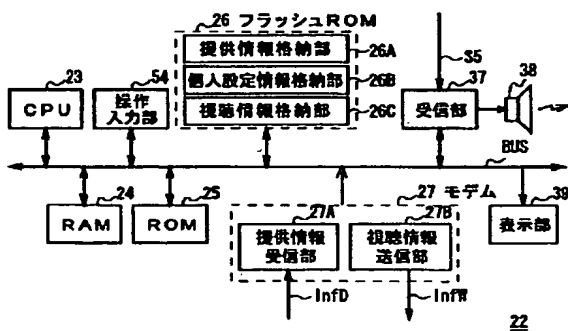 26 フラッシュROM
提供情報格納部 26A
個人設定情報格納部 26B
視聴情報格納部 26C
S5
23
CPU
54
操作
入力部
37
受信部
38
BUS
24
RAM
25
ROM
27 モデム
27A
提供情報
受信部
27B
視聴情報
送信部
39
表示部
InfD
InfW
22